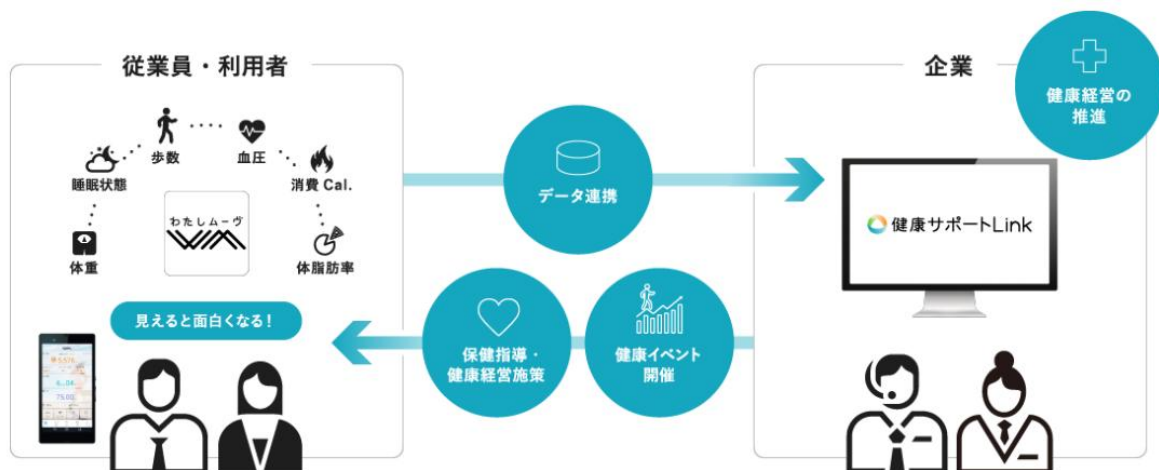 従業員・利用者
歩数
血圧
睡眠状態
消費 Cal.
わたしムーヴ
体重
体脂肪率
見えると面白くなる！
データ連携
保健指導・
健康経営施策
健康イベント
開催
企業
健康経営の
推進
健康サポートLink